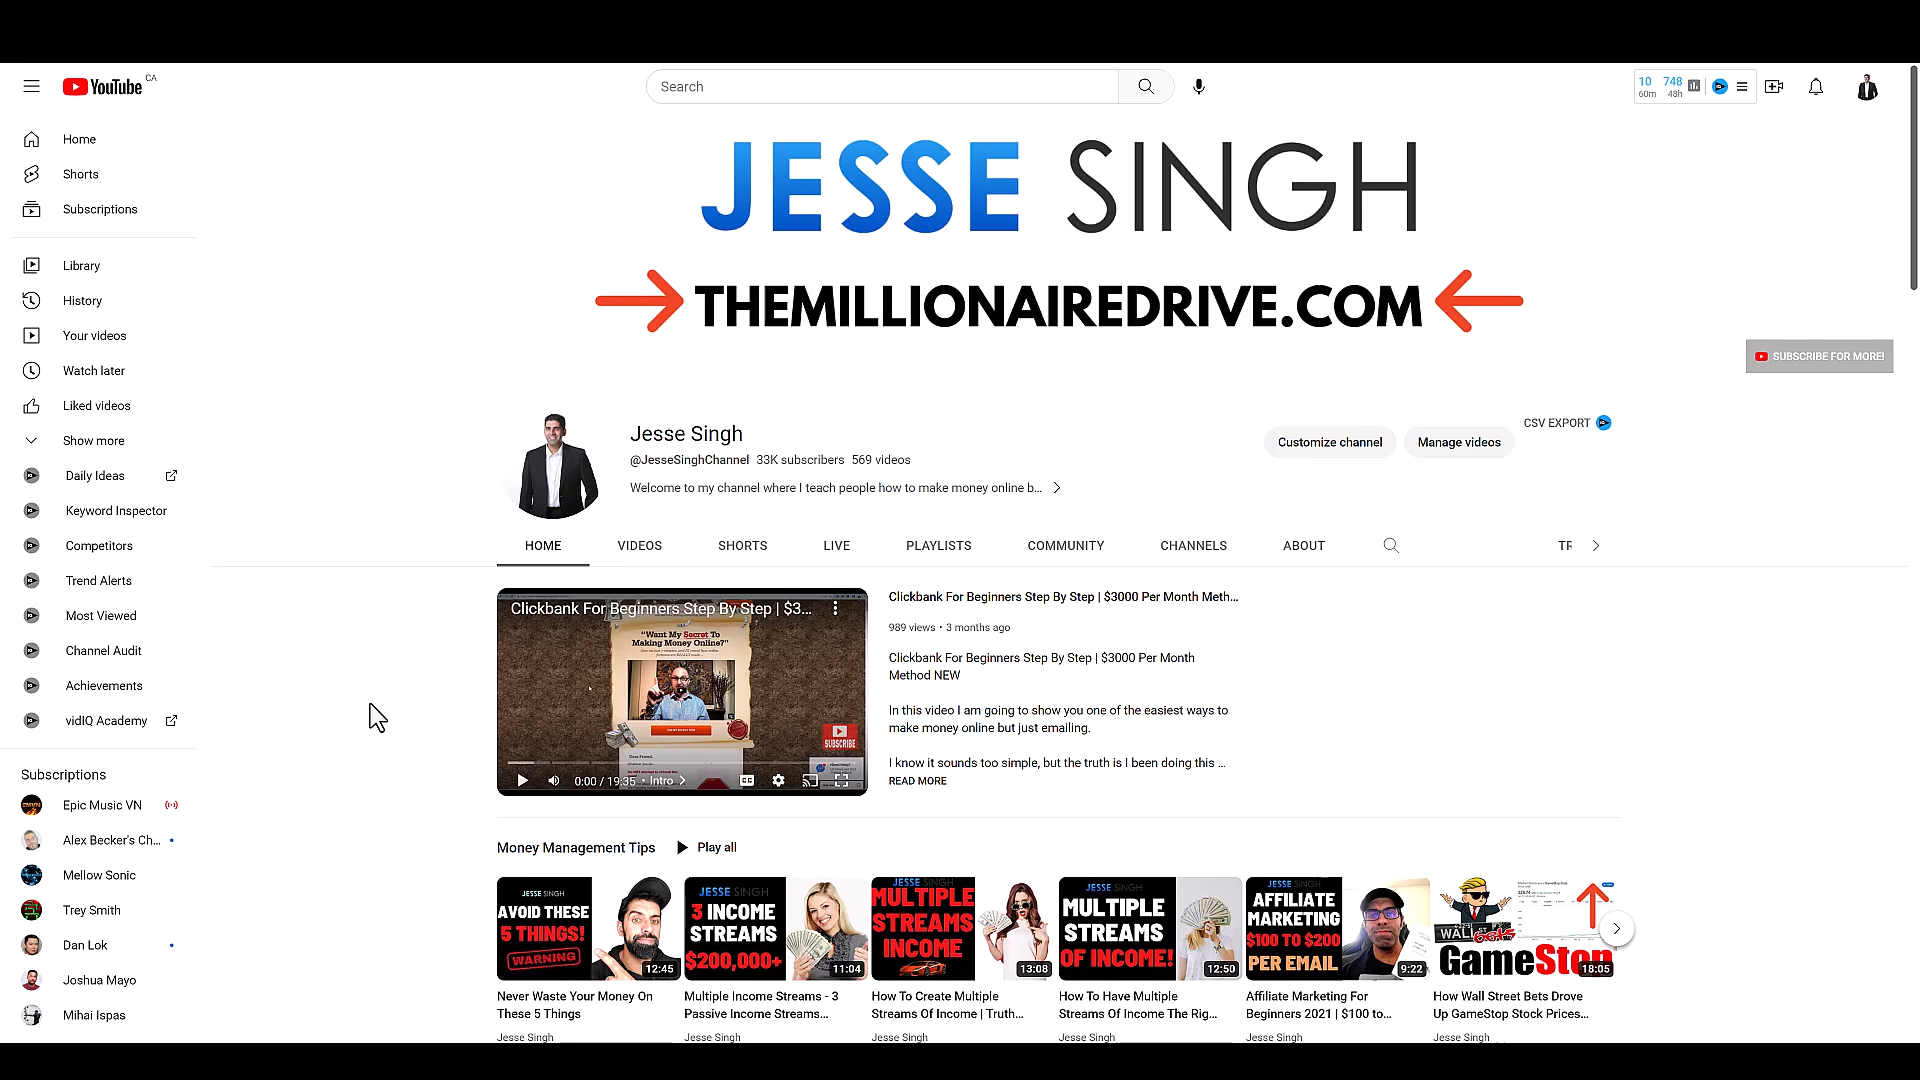 YouTube CA
Search
10 748
60m 48h
Home
Shorts
Subscriptions
Library
History
Your videos
Watch later
Liked videos
Show more
Daily Ideas
Keyword Inspector
Competitors
Trend Alerts
Most Viewed
Channel Audit
Achievements
vidIQ Academy
Subscriptions
Epic Music VN
Alex Becker's Ch...
Mellow Sonic
Trey Smith
Dan Lok
Joshua Mayo
Mihai Ispas
JESSE SINGH
THEMILLIONAIREDRIVE.COM
SUBSCRIBE FOR MORE!
Jesse Singh
@JesseSinghChannel 33K subscribers 569 videos
Welcome to my channel where I teach people how to make money online b...
Customize channel
Manage videos
CSV EXPORT
HOME VIDEOS SHORTS LIVE PLAYLISTS COMMUNITY CHANNELS ABOUT TR
Clickbank For Beginners Step By Step | $3...
"Want My Secret To
Making Money Online?"
SUBSCRIBE
0:00 / 19:35 • Intro
Clickbank For Beginners Step By Step | $3000 Per Month Meth...
989 views • 3 months ago
Clickbank For Beginners Step By Step | $3000 Per Month
Method NEW
In this video I am going to show you one of the easiest ways to
make money online but just emailing.
I know it sounds too simple, but the truth is I been doing this ...
READ MORE
Money Management Tips
Play all
JESSE SINGH
AVOID THESE
5 THINGS!
WARNING
12:45
Never Waste Your Money On
These 5 Things
Jesse Singh
JESSE SINGH
3 INCOME
STREAMS
$200,000+
11:04
Multiple Income Streams - 3
Passive Income Streams...
Jesse Singh
JESSE SINGH
MULTIPLE
STREAMS
INCOME
13:08
How To Create Multiple
Streams Of Income | Truth...
Jesse Singh
JESSE SINGH
MULTIPLE
STREAMS
OF INCOME!
12:50
How To Have Multiple
Streams Of Income The Rig...
Jesse Singh
JESSE SINGH
AFFILIATE
MARKETING
$100 TO $200
PER EMAIL
9:22
Affiliate Marketing For
Beginners 2021 | $100 to...
Jesse Singh
WALL ST
GameStop
18:05
How Wall Street Bets Drove
Up GameStop Stock Prices...
Jesse Singh